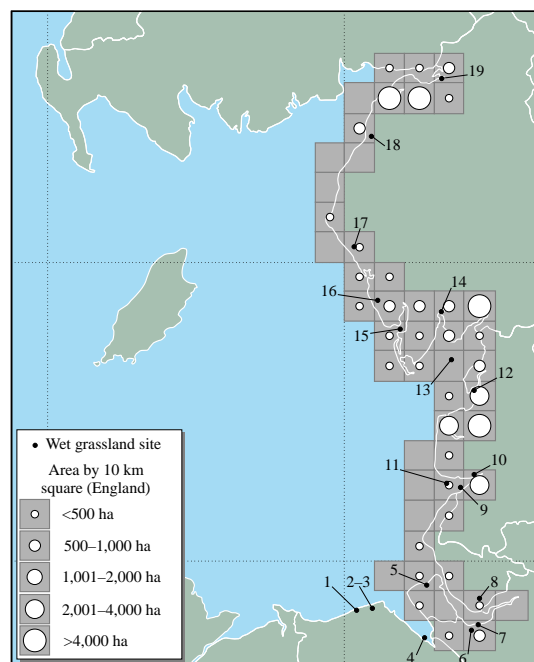 19
18
17
16
14
15
13
12
10
11
9
5
8
1
2–3
4
6
7
Wet grassland site
Area by 10 km
square (England)
<500 ha
500–1,000 ha
1,001–2,000 ha
2,001–4,000 ha
>4,000 ha